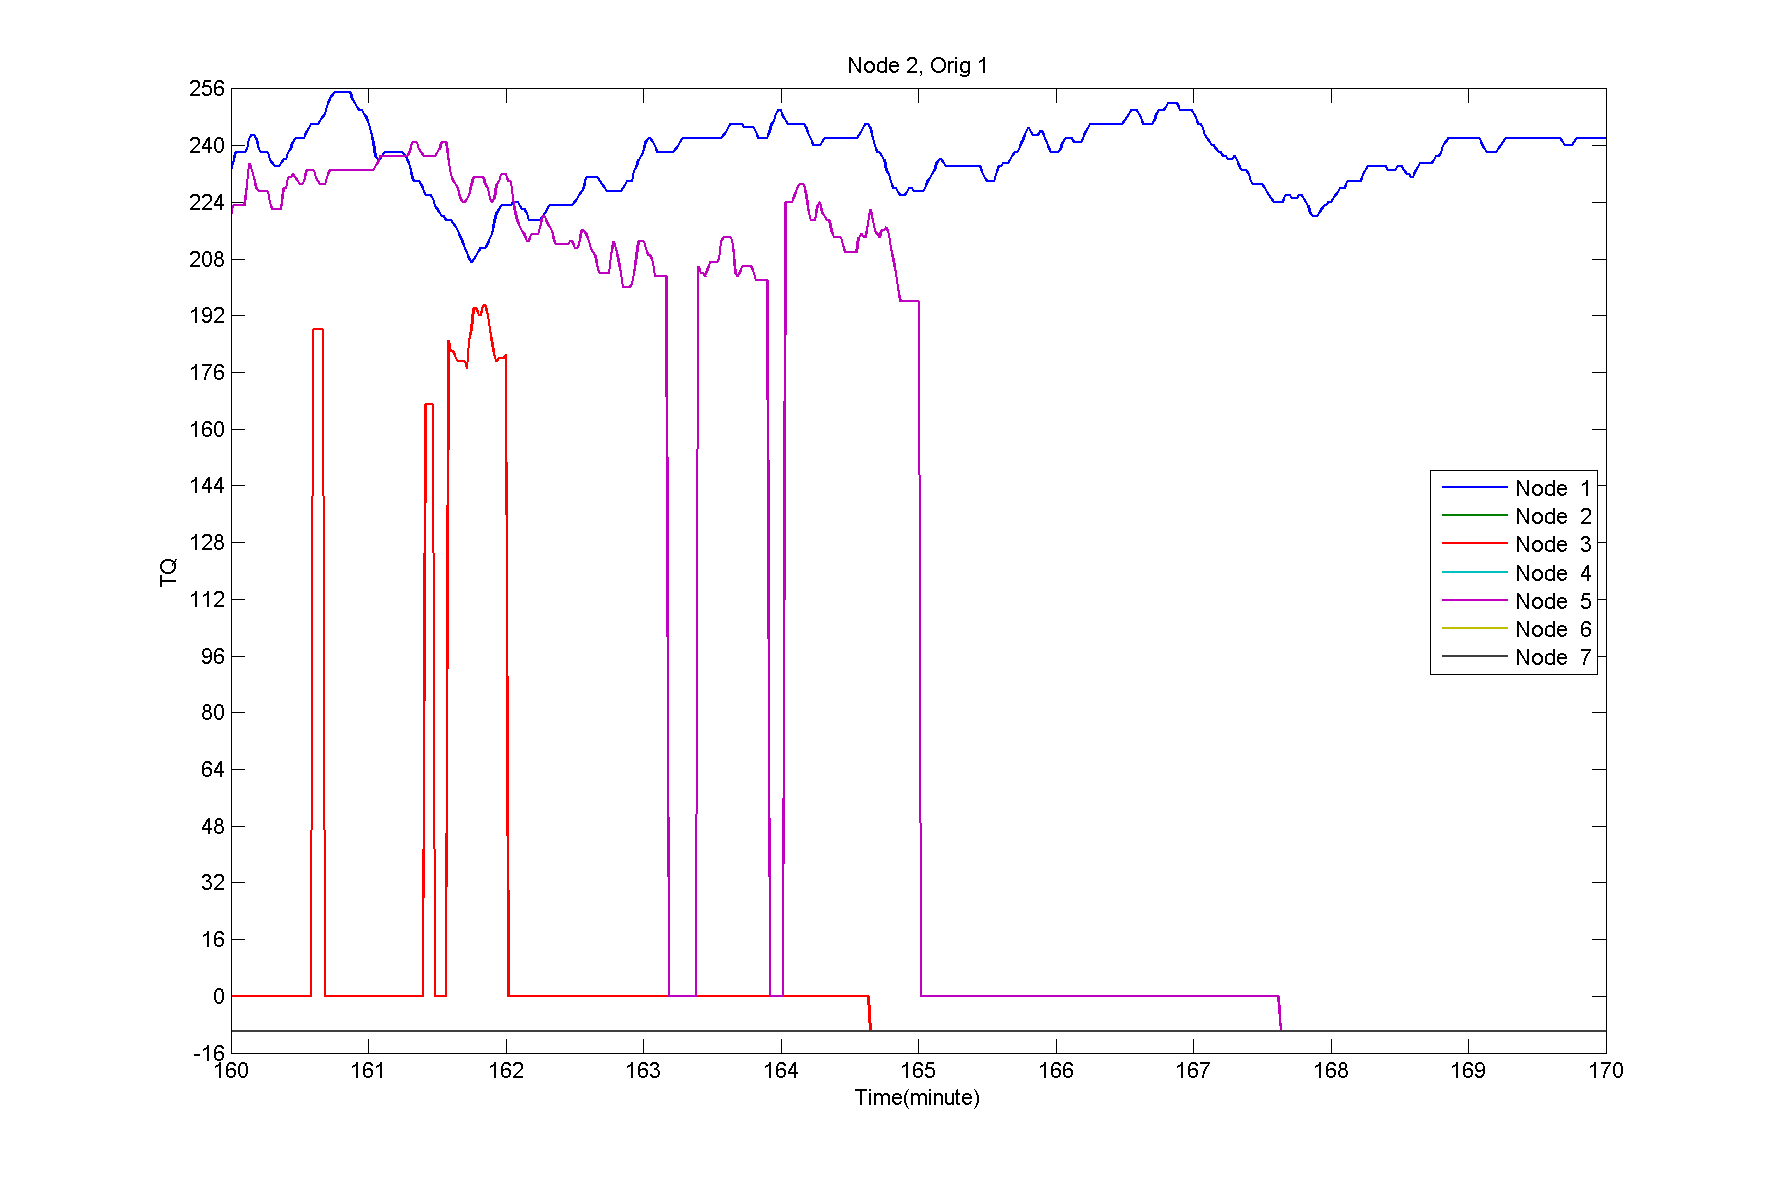 Node 2, Orig 1
256
240
224
208
192
176
160
144
128
112
96
80
64
48
32
16
0
-16
TQ
Node 1
Node 2
Node 3
Node 4
Node 5
Node 6
Node 7
160 161 162 163 164 165 166 167 168 169 170
Time(minute)